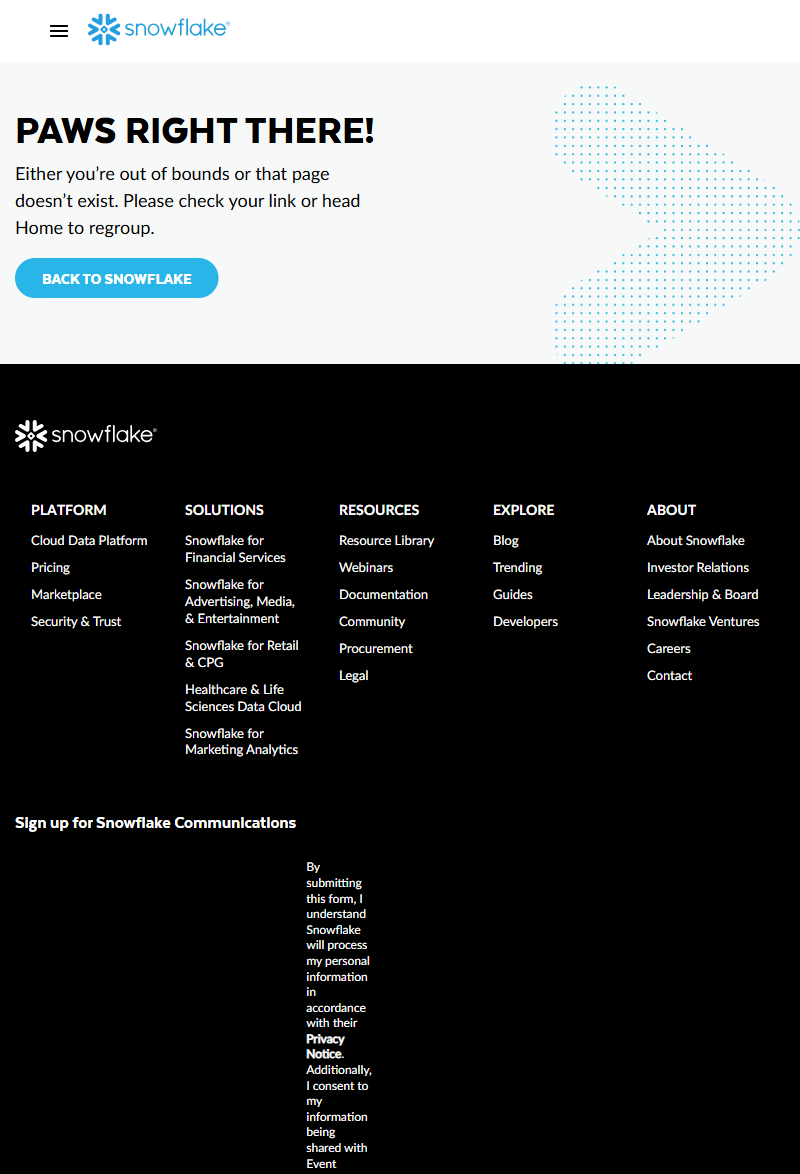 snowflake®
PAWS RIGHT THERE!
Either you’re out of bounds or that page
doesn’t exist. Please check your link or head
Home to regroup.
BACK TO SNOWFLAKE
snowflake®
PLATFORM
Cloud Data Platform
Pricing
Marketplace
Security & Trust
SOLUTIONS
Snowflake for
Financial Services
Snowflake for
Advertising, Media,
& Entertainment
Snowflake for Retail
& CPG
Healthcare & Life
Sciences Data Cloud
Snowflake for
Marketing Analytics
RESOURCES
Resource Library
Webinars
Documentation
Community
Procurement
Legal
EXPLORE
Blog
Trending
Guides
Developers
ABOUT
About Snowflake
Investor Relations
Leadership & Board
Snowflake Ventures
Careers
Contact
Sign up for Snowflake Communications
By
submitting
this form, I
understand
Snowflake
will process
my personal
information
in
accordance
with their
Privacy
Notice.
Additionally,
I consent to
my
information
being
shared with
Event